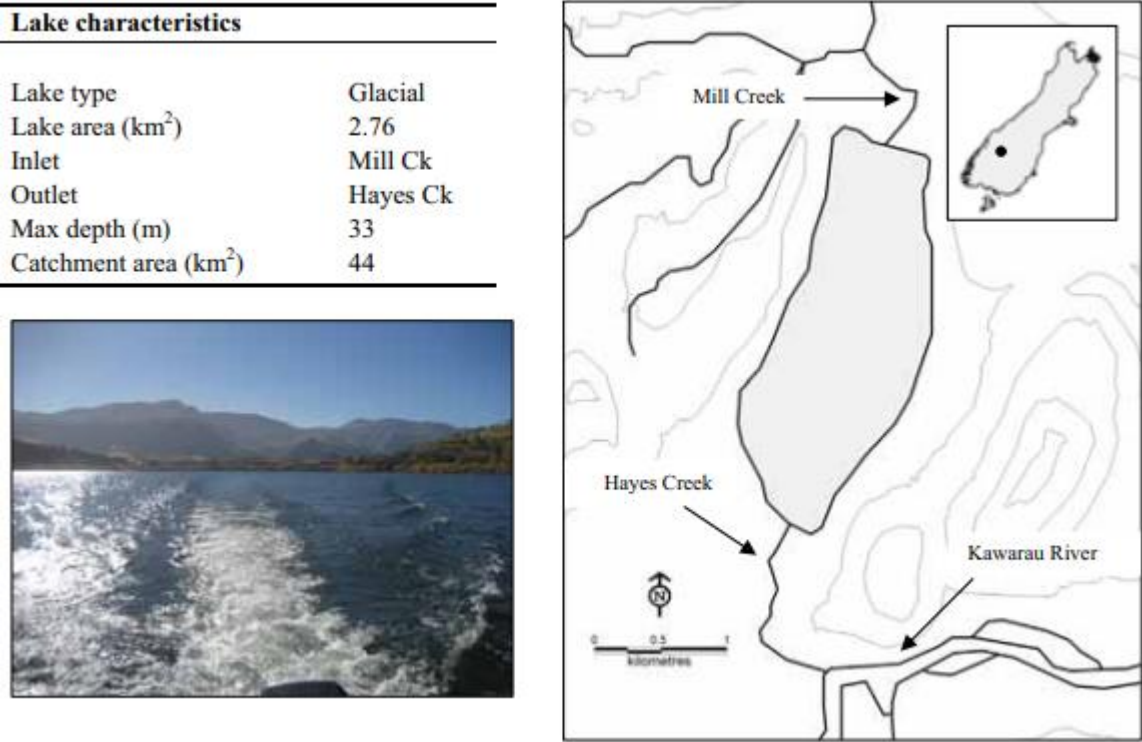 Lake characteristics
Lake type Glacial
Lake area (km²) 2.76
Inlet Mill Ck
Outlet Hayes Ck
Max depth (m) 33
Catchment area (km²) 44
Mill Creek
Hayes Creek
Kawarau River
N
0 0.5 1
kilometres